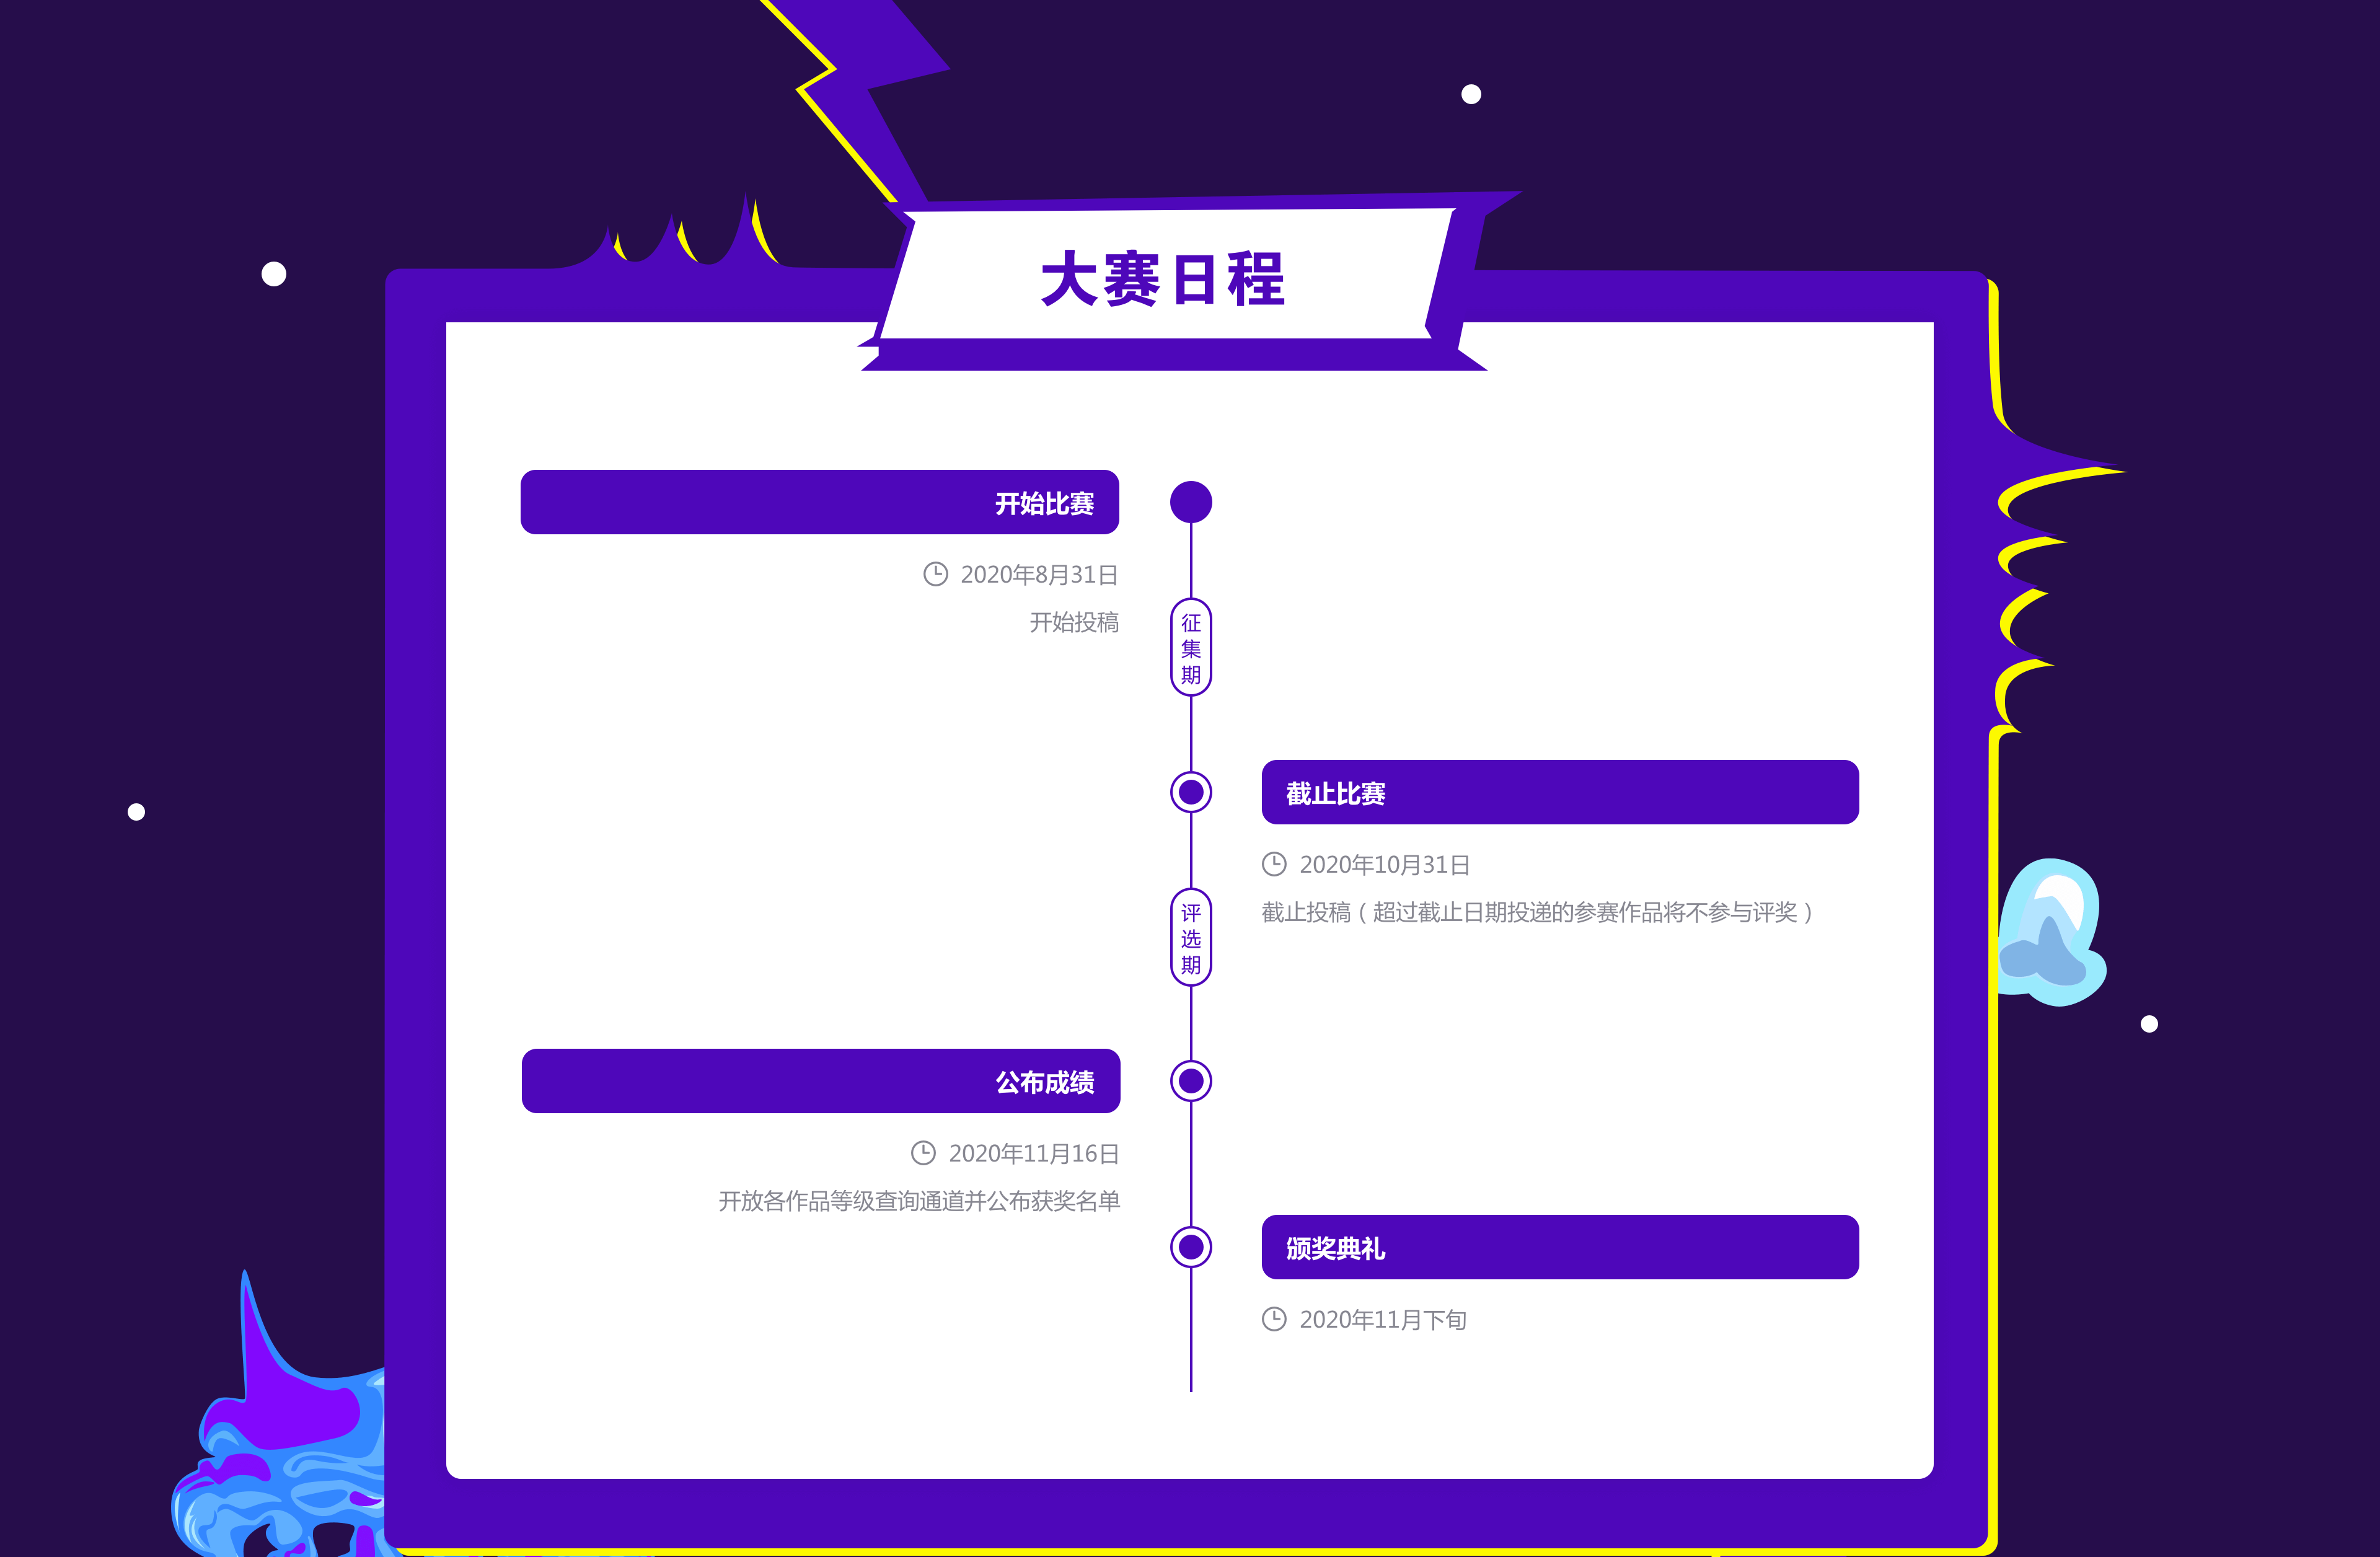 大赛日程
开始比赛
2020年8月31日
开始投稿
征集期
截止比赛
2020年10月31日
截止投稿（超过截止日期投递的参赛作品将不参与评奖）
评选期
公布成绩
2020年11月16日
开放各作品等级查询通道并公布获奖名单
颁奖典礼
2020年11月下旬